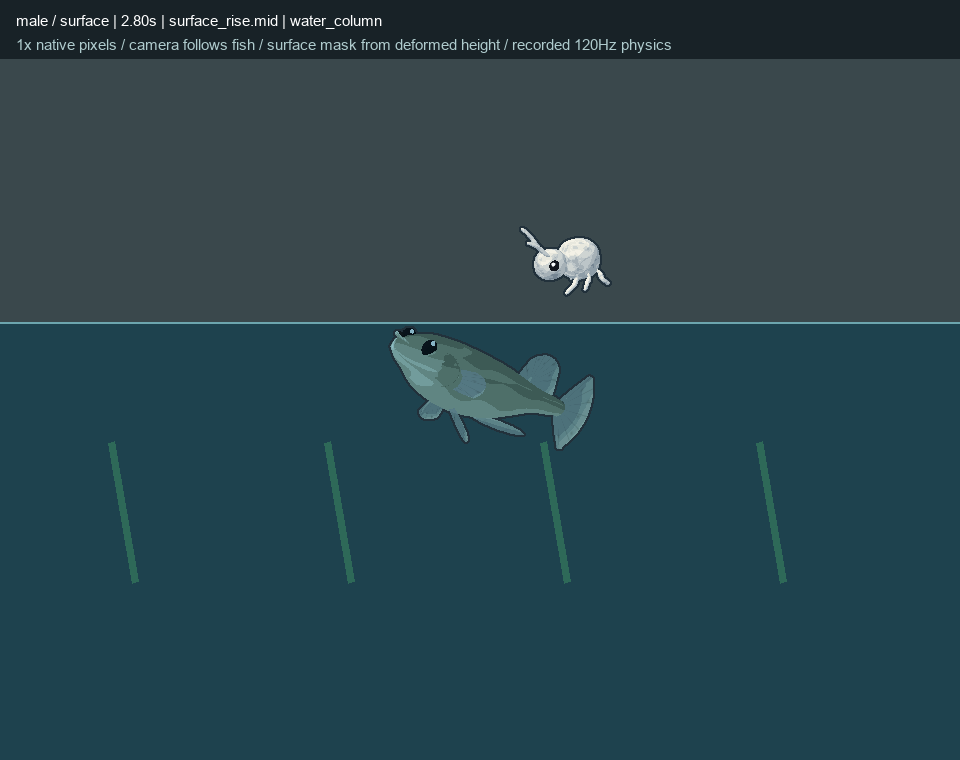 male / surface | 2.80s | surface_rise.mid | water_column
1x native pixels / camera follows fish / surface mask from deformed height / recorded 120Hz physics